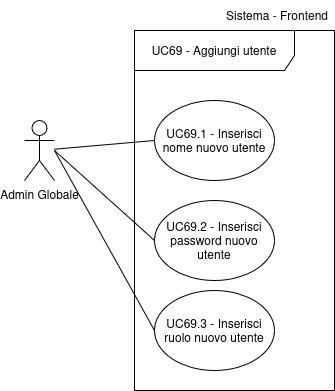 Sistema - Frontend
UC69 - Aggiungi utente
UC69.1 - Inserisci
nome nuovo utente
Admin Globale
UC69.2 - Inserisci
password nuovo
utente
UC69.3 - Inserisci
ruolo nuovo utente